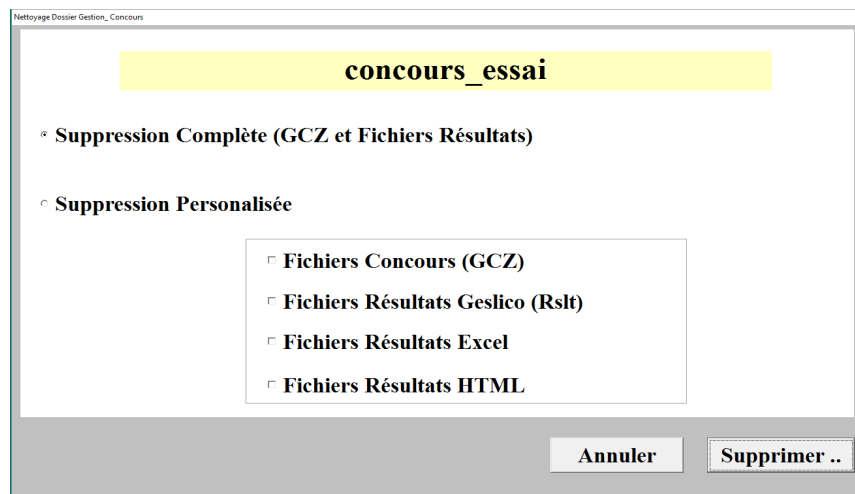 Nettoyage Dossier Gestion_ Concours
concours_essai
Suppression Complète (GCZ et Fichiers Résultats)
Suppression Personalisée
Fichiers Concours (GCZ)
Fichiers Résultats Geslico (Rslt)
Fichiers Résultats Excel
Fichiers Résultats HTML
Annuler
Supprimer ..